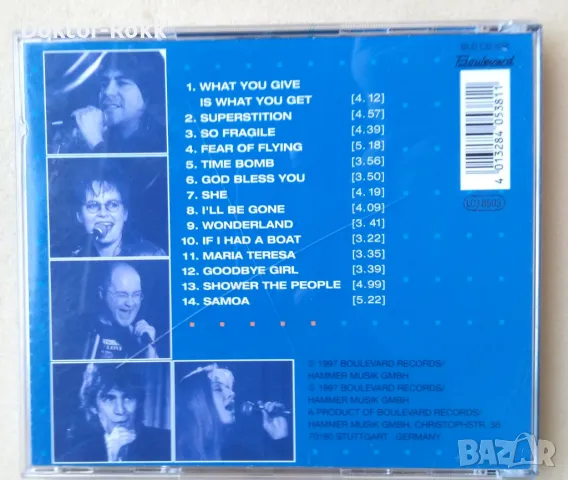 Doktor-Rokk
BLD CD 538
Boulevard
1. WHAT YOU GIVE
IS WHAT YOU GET [4.12]
2. SUPERSTITION [4.57]
3. SO FRAGILE [4.39]
4. FEAR OF FLYING [5.18]
5. TIME BOMB [3.56]
6. GOD BLESS YOU [3.50]
7. SHE [4.19]
8. I'LL BE GONE [4.09]
9. WONDERLAND [3.41]
10. IF I HAD A BOAT [3.22]
11. MARIA TERESA [3.35]
12. GOODBYE GIRL [3.39]
13. SHOWER THE PEOPLE [4.99]
14. SAMOA [5.22]
4 013284 053811
℗ 1997 BOULEVARD RECORDS/
HAMMER MUSIK GMBH
© 1997 BOULEVARD RECORDS/
HAMMER MUSIK GMBH.
A PRODUCT OF BOULEVARD RECORDS/
HAMMER MUSIK GMBH, CHRISTOPHSTR. 38
70180 STUTTGART · GERMANY
BAZAR
bg